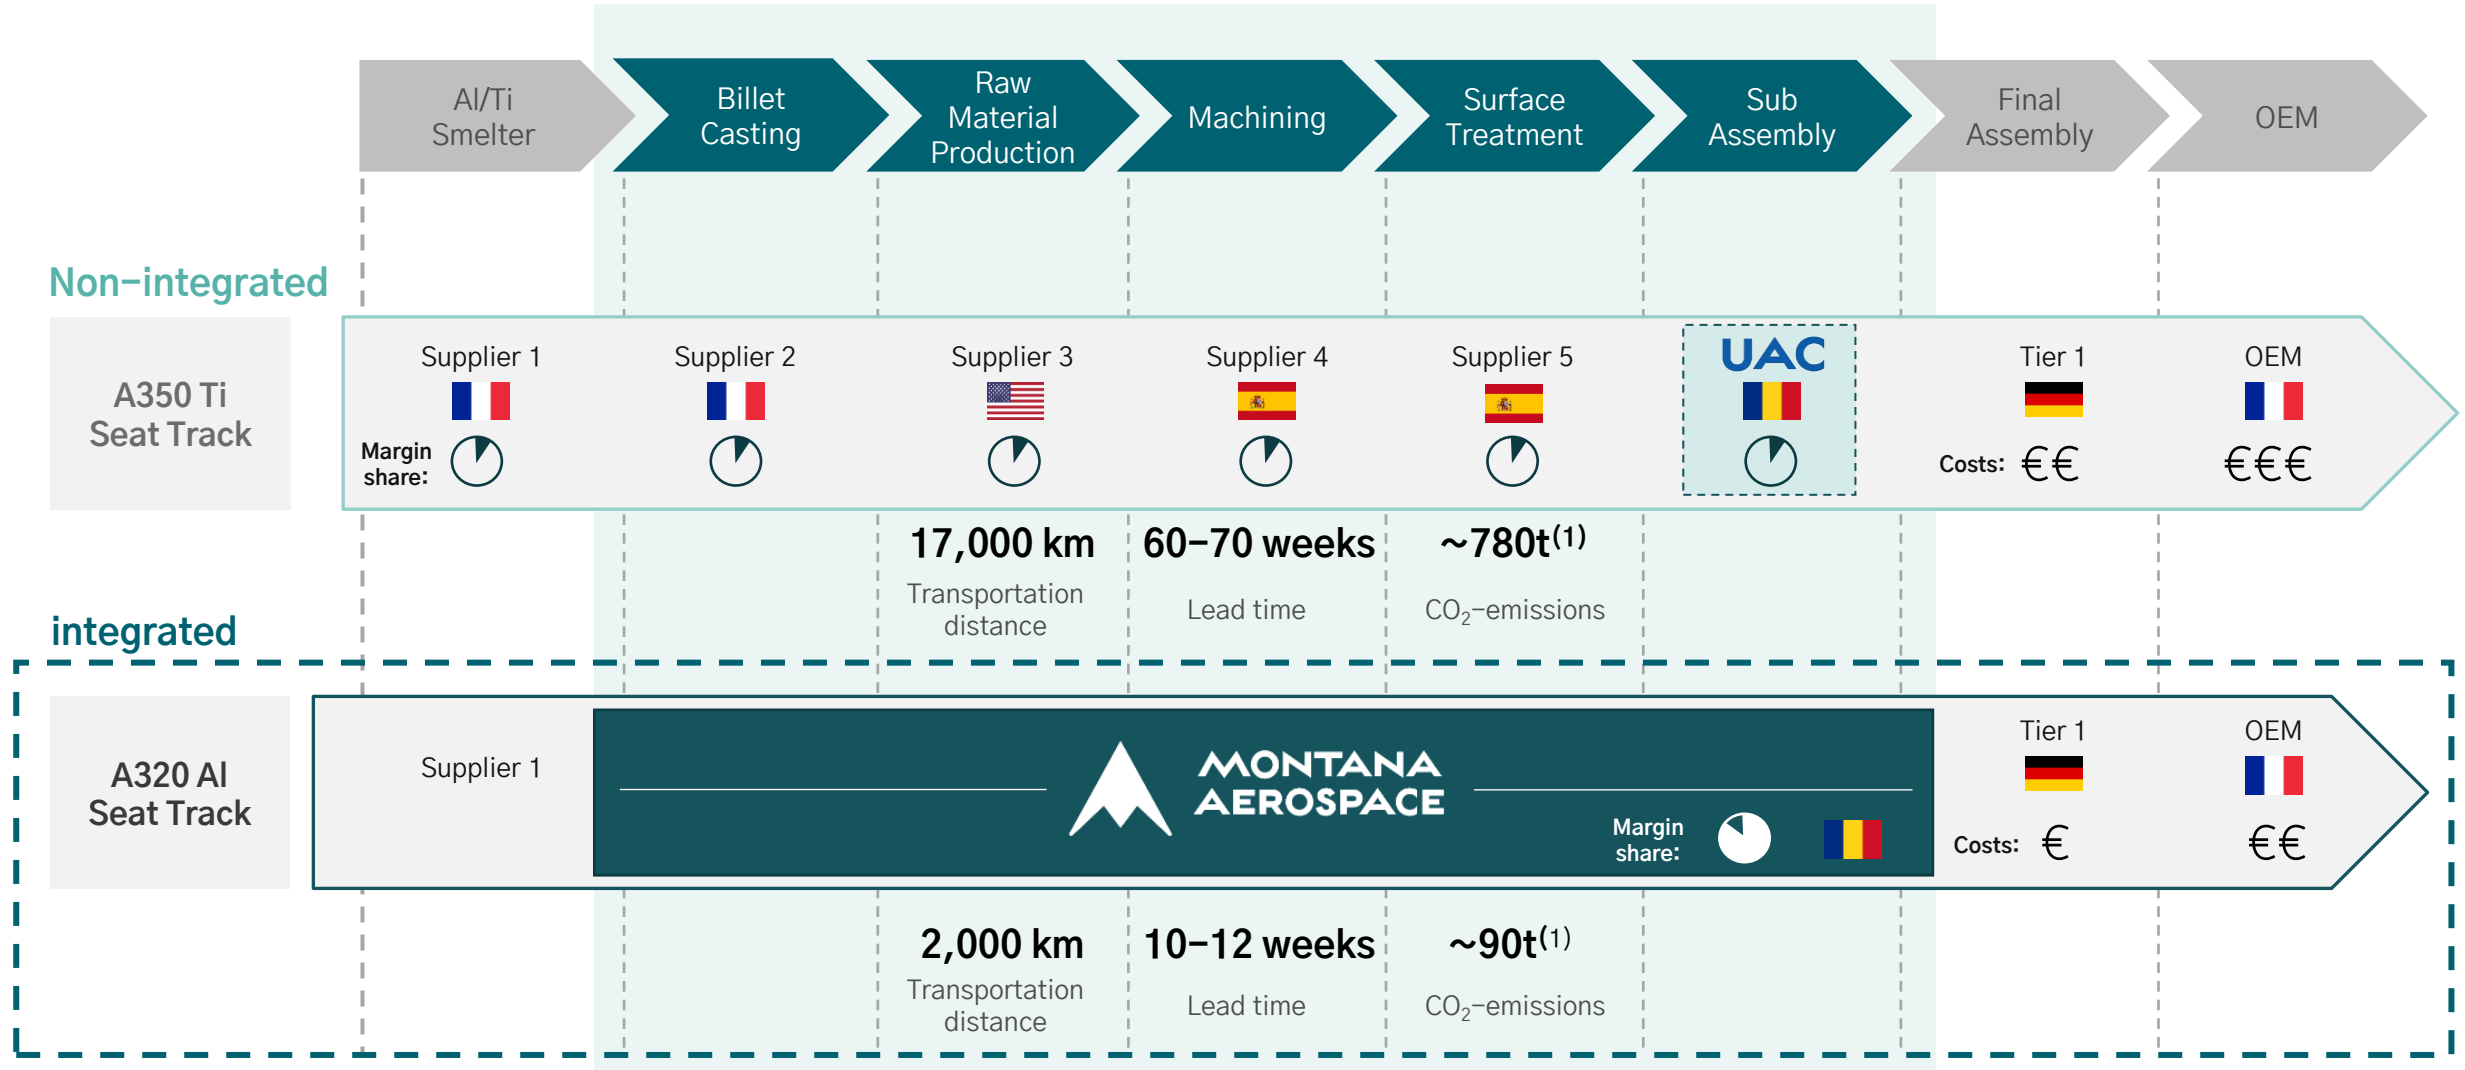 Al/Ti
Smelter
Billet
Casting
Raw
Material
Production
Machining
Surface
Treatment
Sub
Assembly
Final
Assembly
OEM
Non-integrated
A350 Ti
Seat Track
Supplier 1
Supplier 2
Supplier 3
Supplier 4
Supplier 5
UAC
Tier 1
OEM
Margin
share:
Costs: €€
€€€
17,000 km
Transportation
distance
60-70 weeks
Lead time
~780t(1)
CO₂-emissions
integrated
A320 Al
Seat Track
Supplier 1
MONTANA
AEROSPACE
Margin
share:
Tier 1
OEM
Costs: €
€€
2,000 km
Transportation
distance
10-12 weeks
Lead time
~90t(1)
CO₂-emissions